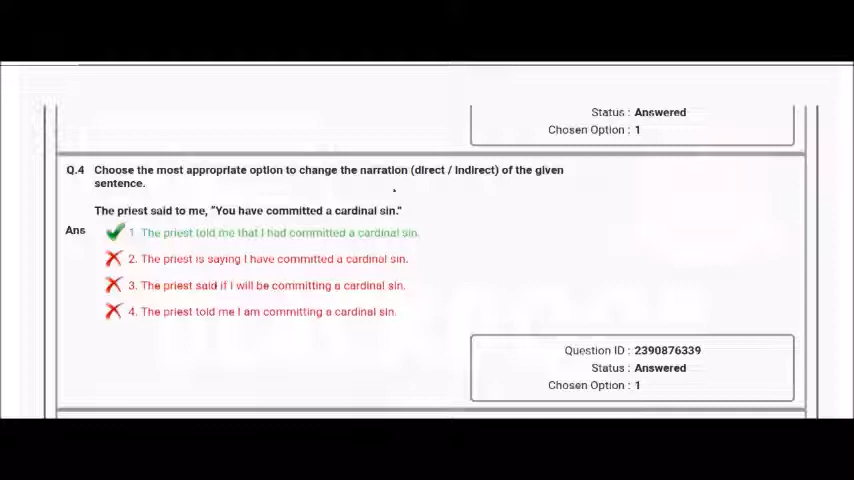 Status : Answered
Chosen Option : 1
Q.4 Choose the most appropriate option to change the narration (direct / indirect) of the given
sentence.
The priest said to me, "You have committed a cardinal sin."
Ans 1 The priest told me that I had committed a cardinal sin.
2. The priest is saying I have committed a cardinal sin.
3. The priest said if I will be committing a cardinal sin.
4. The priest told me I am committing a cardinal sin.
Question ID : 2390876339
Status : Answered
Chosen Option : 1